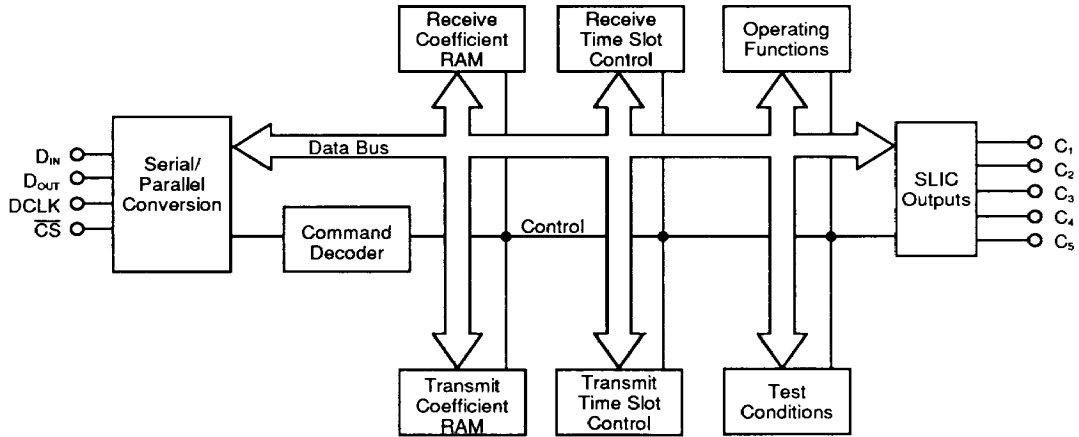 Receive
Coefficient
RAM
Receive
Time Slot
Control
Operating
Functions
Data Bus
DIN
DOUT
DCLK
C̅S̅
Serial/
Parallel
Conversion
Command
Decoder
Control
SLIC
Outputs
C1
C2
C3
C4
C5
Transmit
Coefficient
RAM
Transmit
Time Slot
Control
Test
Conditions